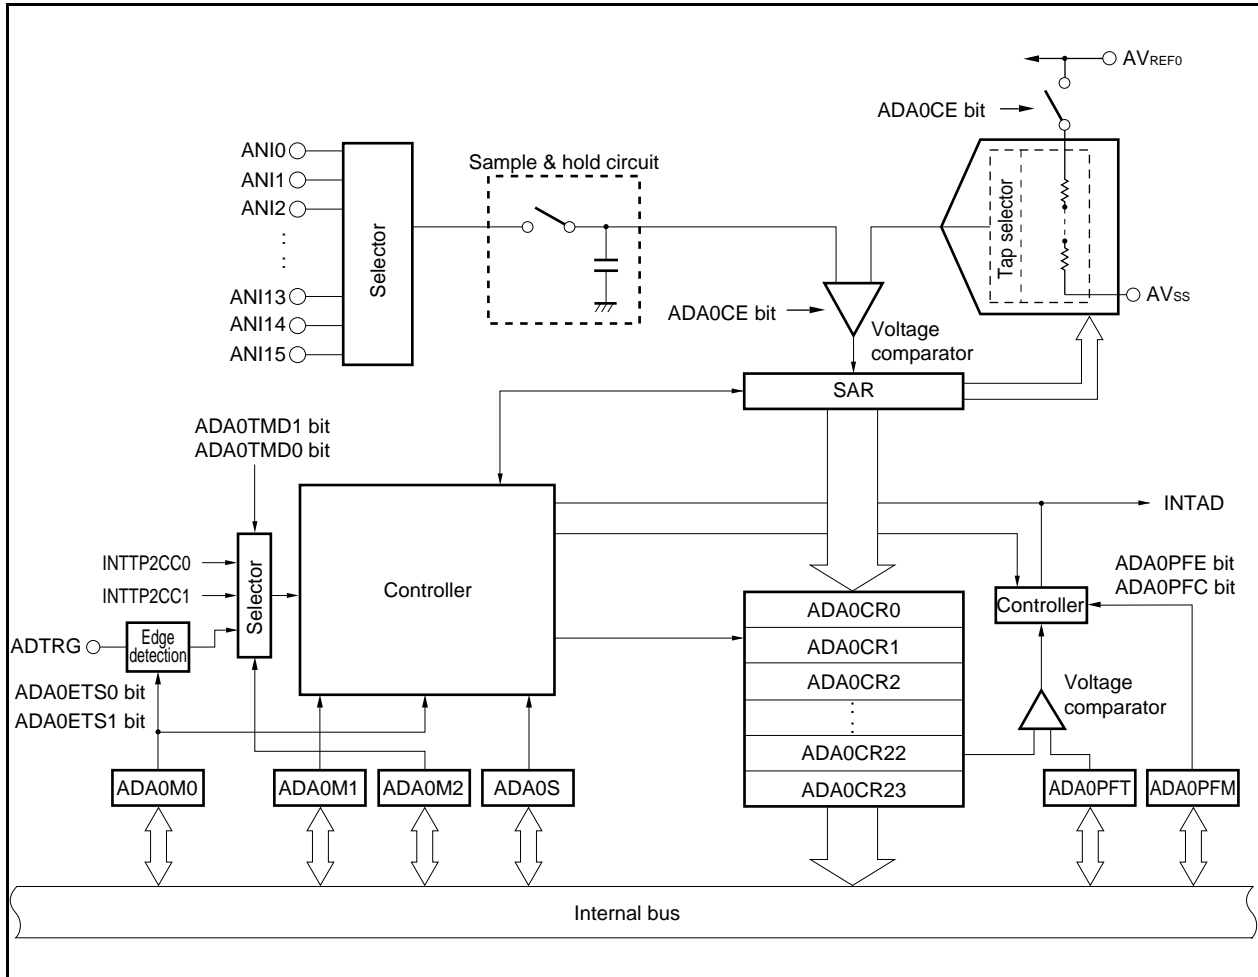 AVREF0
ADA0CE bit
ANI0
ANI1
ANI2
ANI13
ANI14
ANI15
Selector
Sample & hold circuit
Tap selector
AVSS
ADA0CE bit
Voltage
comparator
SAR
ADA0TMD1 bit
ADA0TMD0 bit
INTTP2CC0
INTTP2CC1
ADTRG
Edge
detection
Selector
Controller
INTAD
ADA0PFE bit
ADA0PFC bit
Controller
ADA0CR0
ADA0CR1
ADA0CR2
ADA0CR22
ADA0CR23
Voltage
comparator
ADA0ETS0 bit
ADA0ETS1 bit
ADA0M0
ADA0M1
ADA0M2
ADA0S
ADA0PFT
ADA0PFM
Internal bus